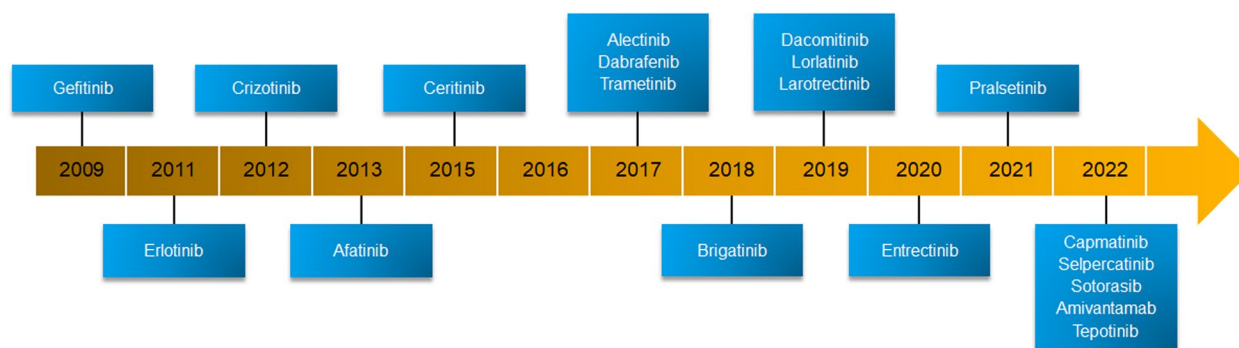 Gefitinib
Crizotinib
Ceritinib
Alectinib
Dabrafenib
Trametinib
Dacomitinib
Lorlatinib
Larotrectinib
Pralsetinib
2009
2011
2012
2013
2015
2016
2017
2018
2019
2020
2021
2022
Erlotinib
Afatinib
Brigatinib
Entrectinib
Capmatinib
Selpercatinib
Sotorasib
Amivantamab
Tepotinib